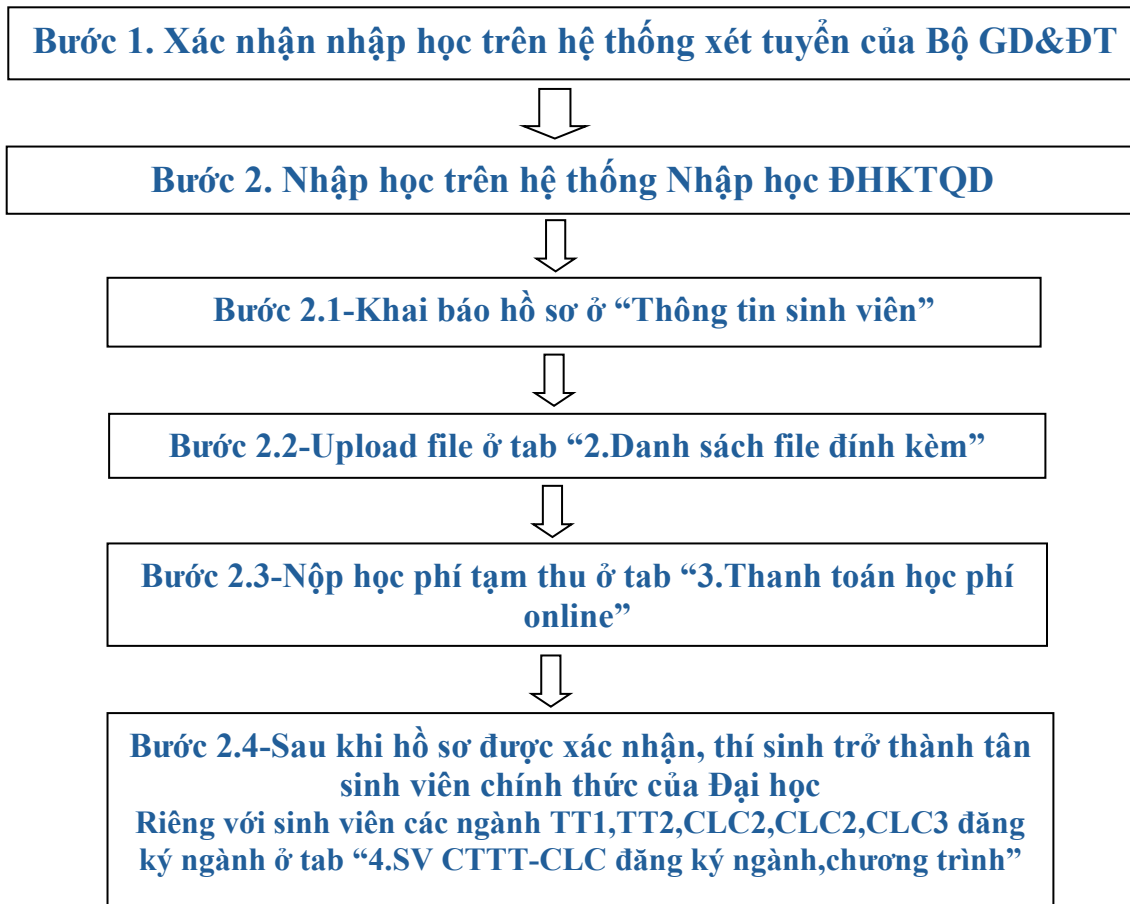 Bước 1. Xác nhận nhập học trên hệ thống xét tuyển của Bộ GD&ĐT
Bước 2. Nhập học trên hệ thống Nhập học ĐHKTQD
Bước 2.1-Khai báo hồ sơ ở “Thông tin sinh viên”
Bước 2.2-Upload file ở tab “2.Danh sách file đính kèm”
Bước 2.3-Nộp học phí tạm thu ở tab “3.Thanh toán học phí
online”
Bước 2.4-Sau khi hồ sơ được xác nhận, thí sinh trở thành tân
sinh viên chính thức của Đại học
Riêng với sinh viên các ngành TT1,TT2,CLC2,CLC2,CLC3 đăng
ký ngành ở tab “4.SV CTTT-CLC đăng ký ngành,chương trình”